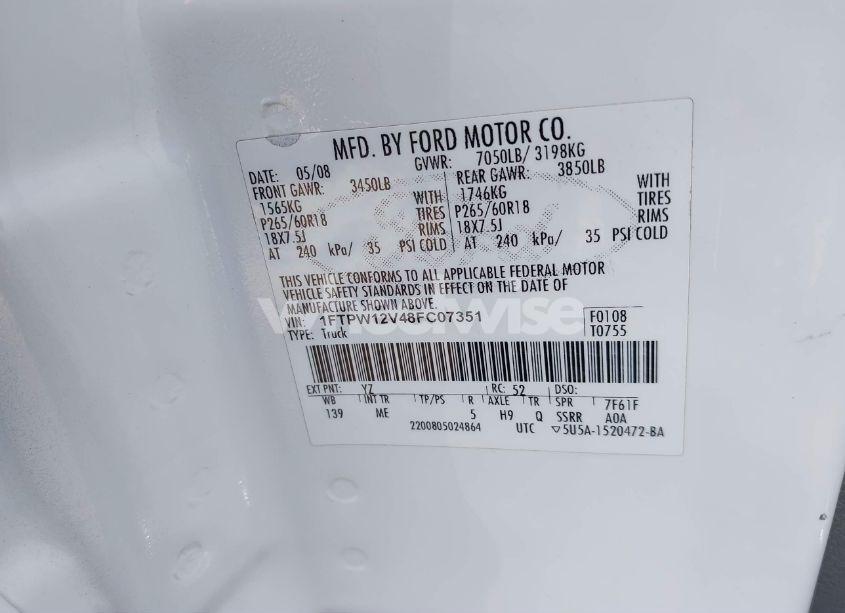 MFD. BY FORD MOTOR CO.
DATE: 05/08 GVWR: 7050LB/ 3198KG
FRONT GAWR: 3450LB REAR GAWR: 3850LB
1565KG WITH 1746KG WITH
P265/60R18 TIRES P265/60R18 TIRES
18X7.5J RIMS 18X7.5J RIMS
AT 240 kPa/ 35 PSI COLD AT 240 kPa/ 35 PSI COLD
THIS VEHICLE CONFORMS TO ALL APPLICABLE FEDERAL MOTOR
VEHICLE SAFETY STANDARDS IN EFFECT ON THE DATE OF
MANUFACTURE SHOWN ABOVE.
VIN: 1FTPW12V48FC07351 F0108
TYPE: Truck T0755
EXT PNT: YZ RC: 52 DSO:
WB INT TR TP/PS R AXLE TR SPR 7F61F
139 ME 5 H9 Q SSRR A0A
2200805024864 UTC ▽5U5A-1520472-BA
wheelwise